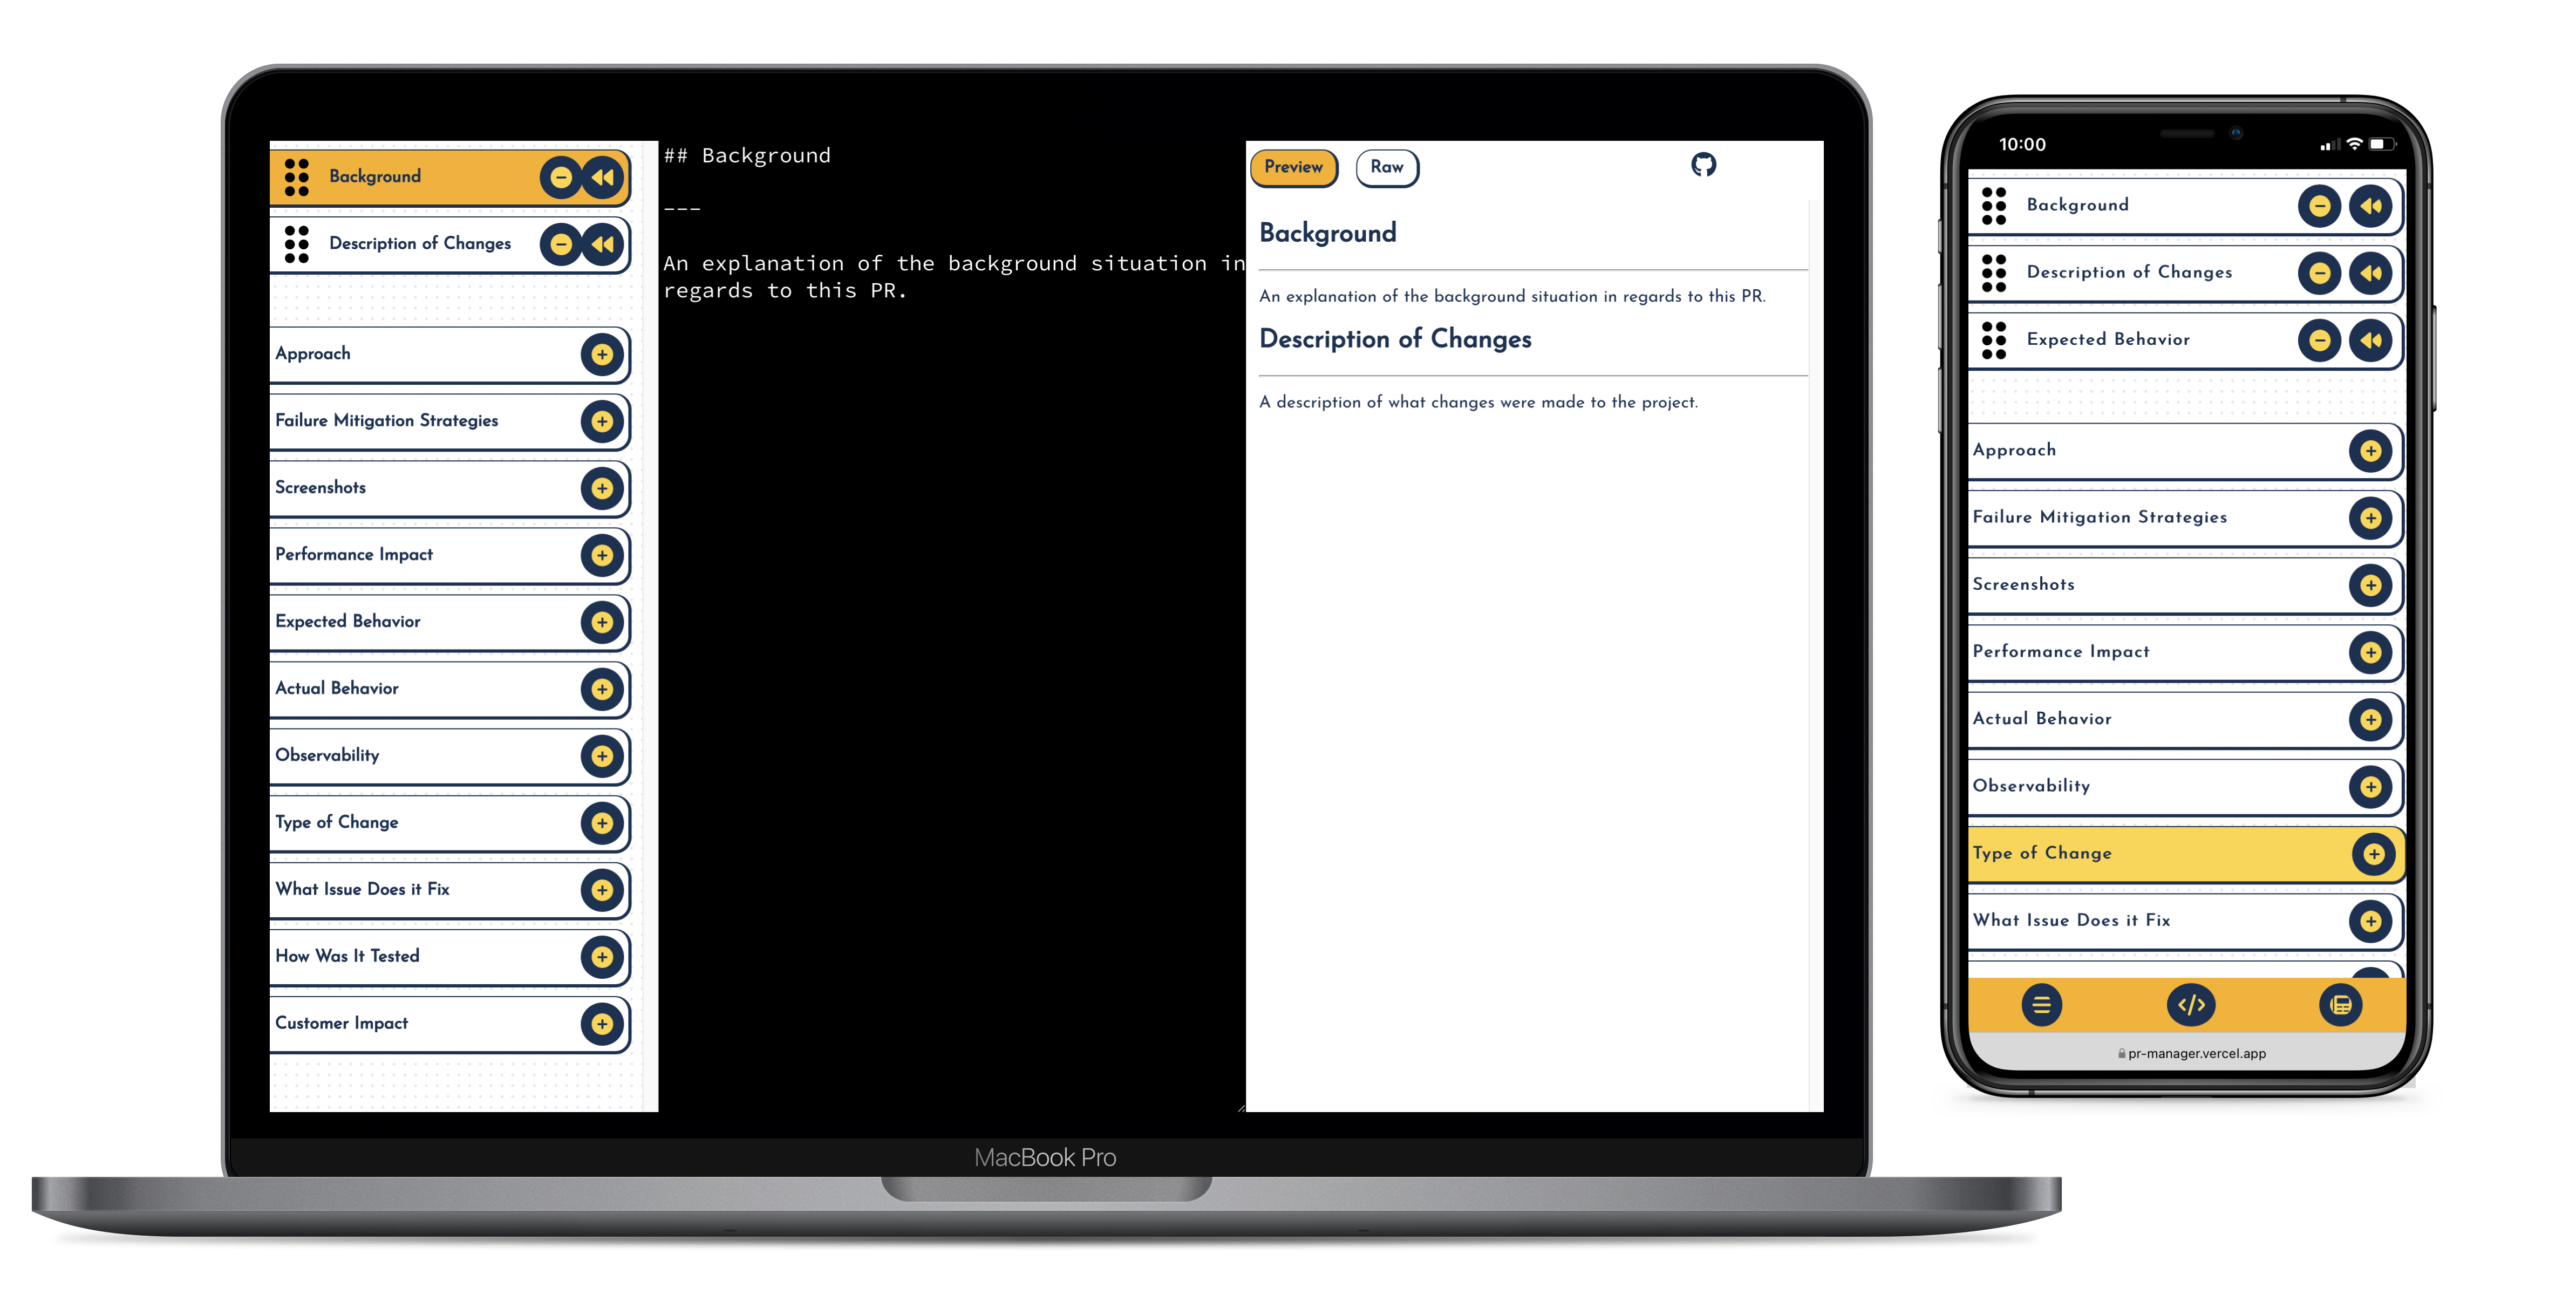 Background
Description of Changes
Approach
Failure Mitigation Strategies
Screenshots
Performance Impact
Expected Behavior
Actual Behavior
Observability
Type of Change
What Issue Does it Fix
How Was It Tested
Customer Impact
## Background
---
An explanation of the background situation in
regards to this PR.
Preview
Raw
Background
An explanation of the background situation in regards to this PR.
Description of Changes
A description of what changes were made to the project.
MacBook Pro
10:00
Background
Description of Changes
Expected Behavior
Approach
Failure Mitigation Strategies
Screenshots
Performance Impact
Actual Behavior
Observability
Type of Change
What Issue Does it Fix
</>
pr-manager.vercel.app